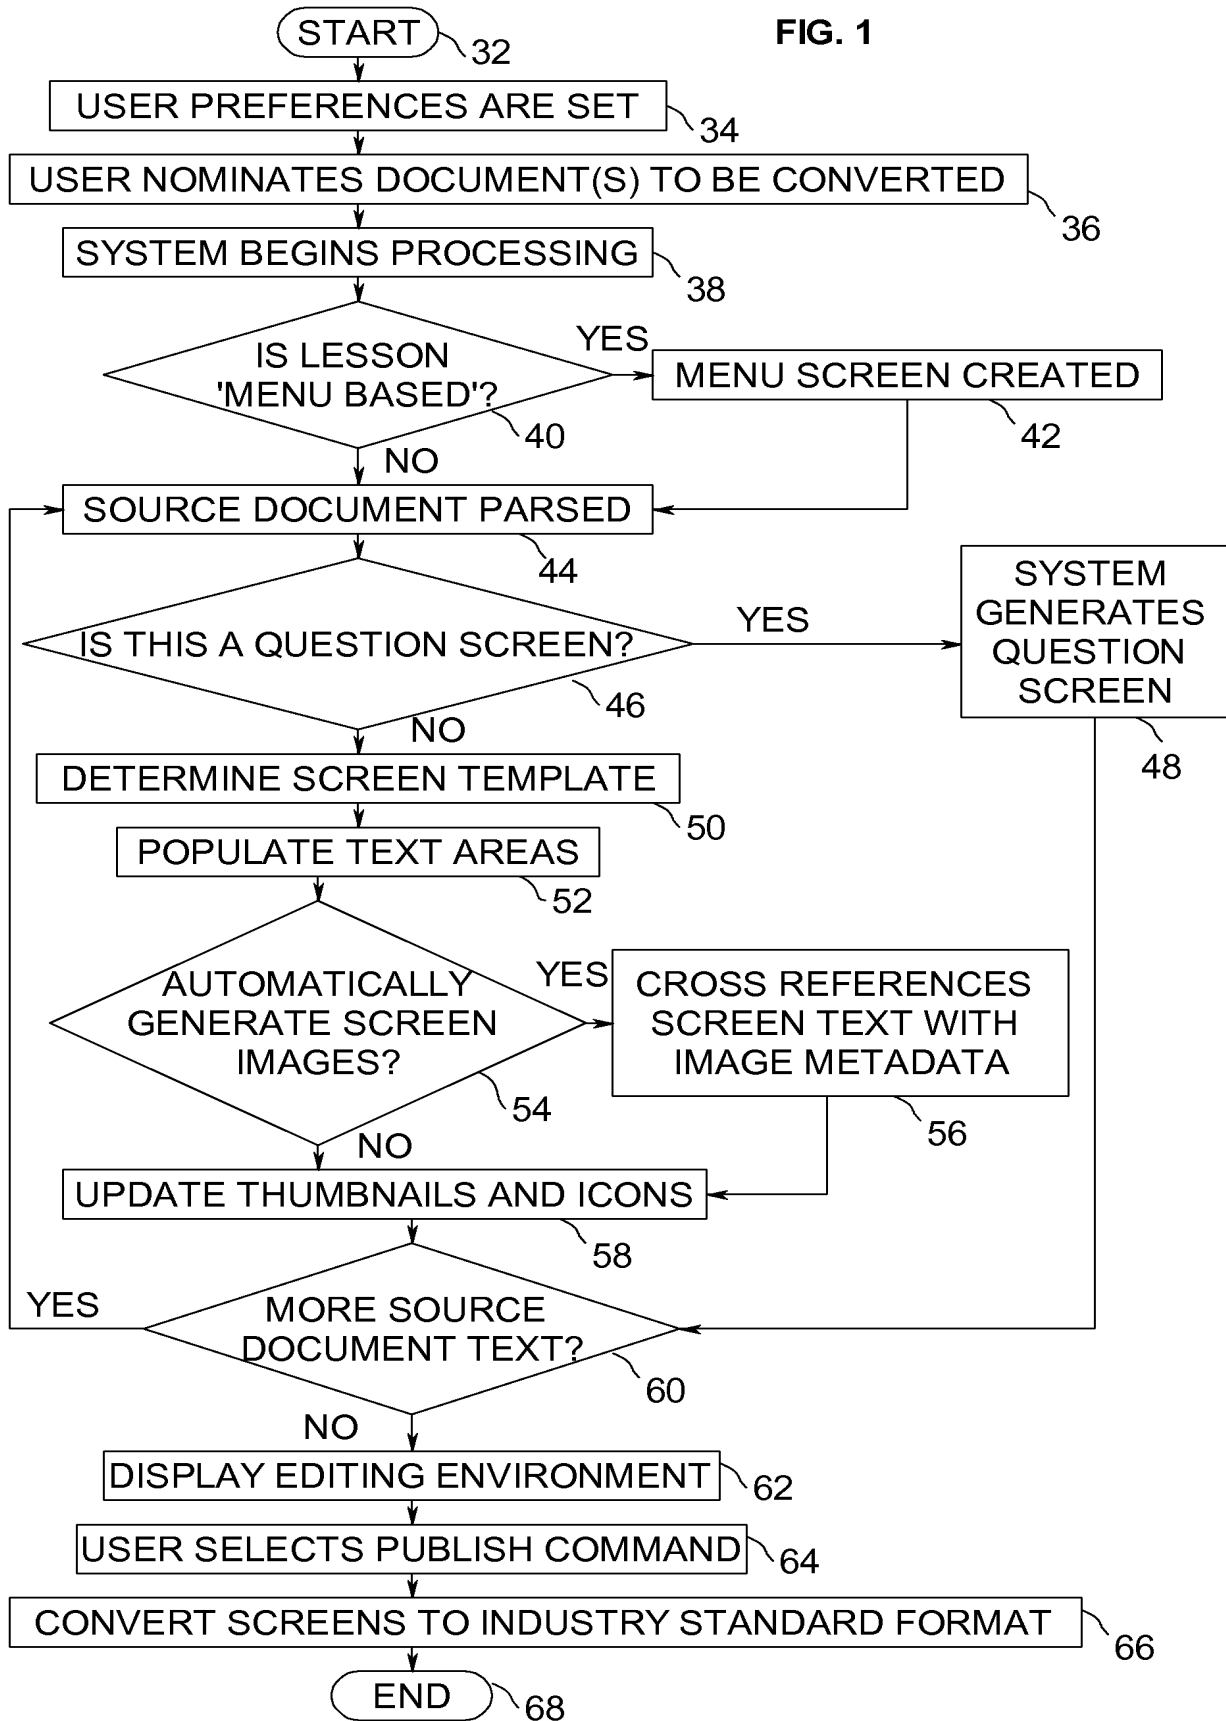 FIG. 1
START
32
USER PREFERENCES ARE SET
34
USER NOMINATES DOCUMENT(S) TO BE CONVERTED
36
SYSTEM BEGINS PROCESSING
38
IS LESSON
'MENU BASED'?
40
YES
MENU SCREEN CREATED
42
NO
SOURCE DOCUMENT PARSED
44
IS THIS A QUESTION SCREEN?
46
YES
SYSTEM
GENERATES
QUESTION
SCREEN
48
NO
DETERMINE SCREEN TEMPLATE
50
POPULATE TEXT AREAS
52
AUTOMATICALLY
GENERATE SCREEN
IMAGES?
54
YES
CROSS REFERENCES
SCREEN TEXT WITH
IMAGE METADATA
56
NO
UPDATE THUMBNAILS AND ICONS
58
YES
MORE SOURCE
DOCUMENT TEXT?
60
NO
DISPLAY EDITING ENVIRONMENT
62
USER SELECTS PUBLISH COMMAND
64
CONVERT SCREENS TO INDUSTRY STANDARD FORMAT
66
END
68